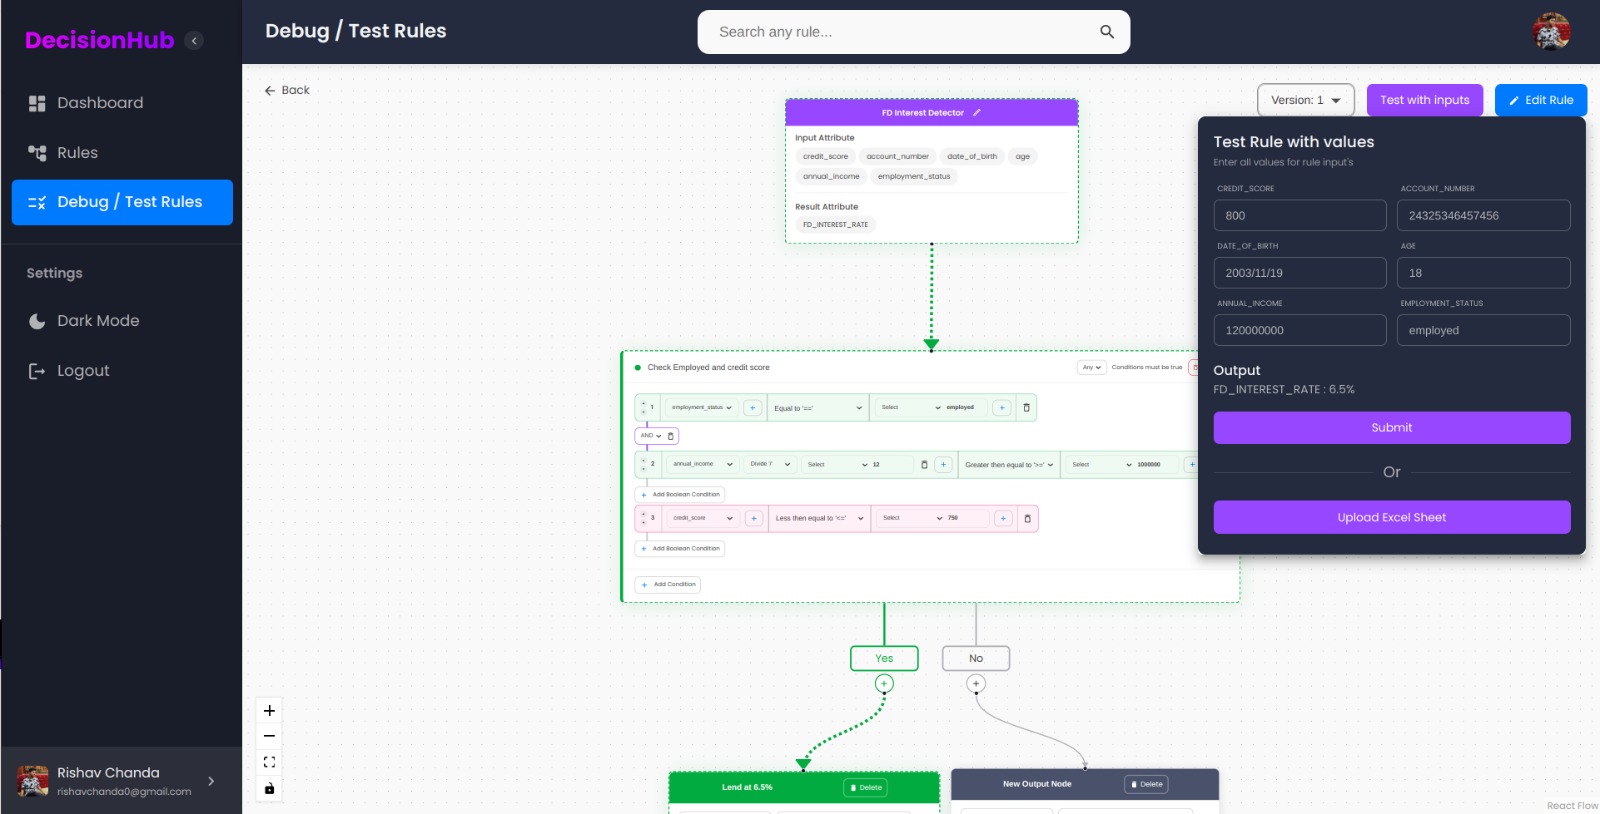 DecisionHub
Dashboard
Rules
Debug / Test Rules
Settings
Dark Mode
Logout
Rishav Chanda
rishavchanda0@gmail.com
Debug / Test Rules
Search any rule...
Back
Version: 1
Test with inputs
Edit Rule
FD Interest Detector
Input Attribute
credit_score account_number date_of_birth age
annual_income employment_status
Result Attribute
FD_INTEREST_RATE
Check Employed and credit score
Any Conditions must be true
1 employment_status + Equal to '==' Select employed +
AND
2 annual_income Divide '/' Select 12 + Greater then equal to '>=' Select 1000000 +
+ Add Boolean Condition
3 credit_score + Less then equal to '<=' Select 750 +
+ Add Boolean Condition
+ Add Condition
Yes No
+ +
Lend at 6.5% Delete
New Output Node Delete
Test Rule with values
Enter all values for rule input's
CREDIT_SCORE ACCOUNT_NUMBER
800 24325346457456
DATE_OF_BIRTH AGE
2003/11/19 18
ANNUAL_INCOME EMPLOYMENT_STATUS
120000000 employed
Output
FD_INTEREST_RATE : 6.5%
Submit
Or
Upload Excel Sheet
React Flow